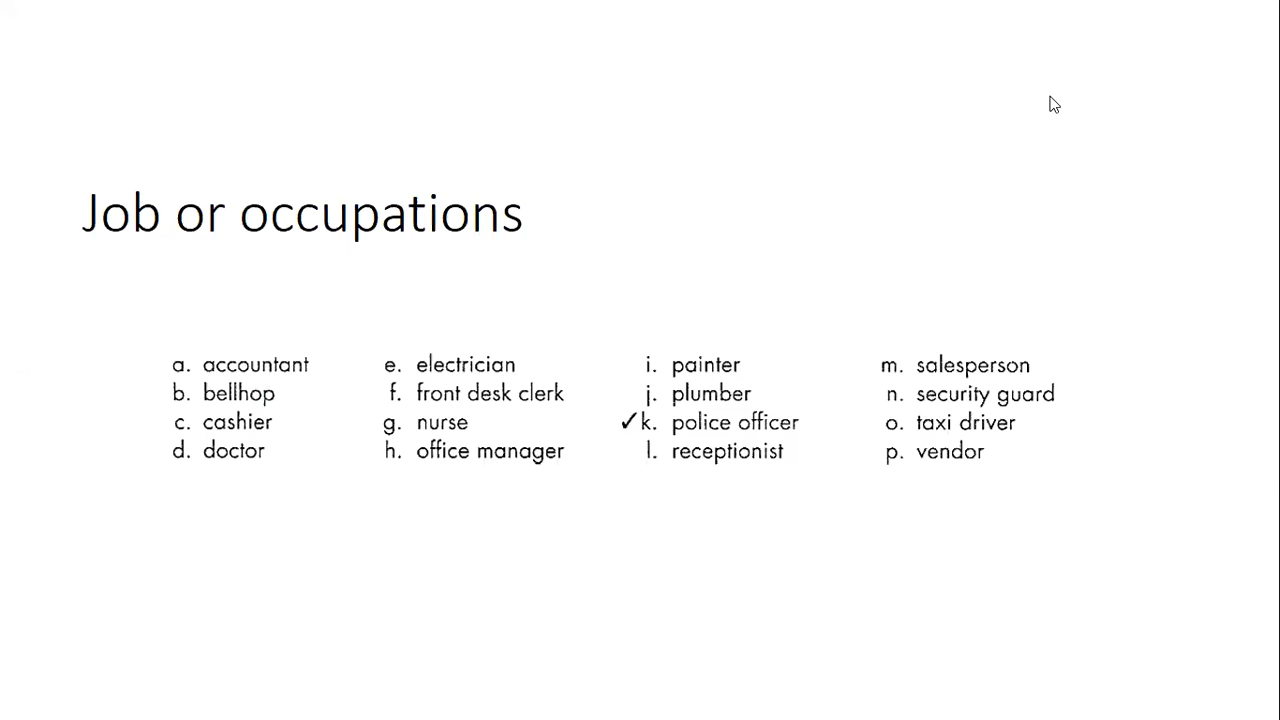 Job or occupations
a. accountant e. electrician i. painter m. salesperson
b. bellhop f. front desk clerk j. plumber n. security guard
c. cashier g. nurse ✓k. police officer o. taxi driver
d. doctor h. office manager l. receptionist p. vendor